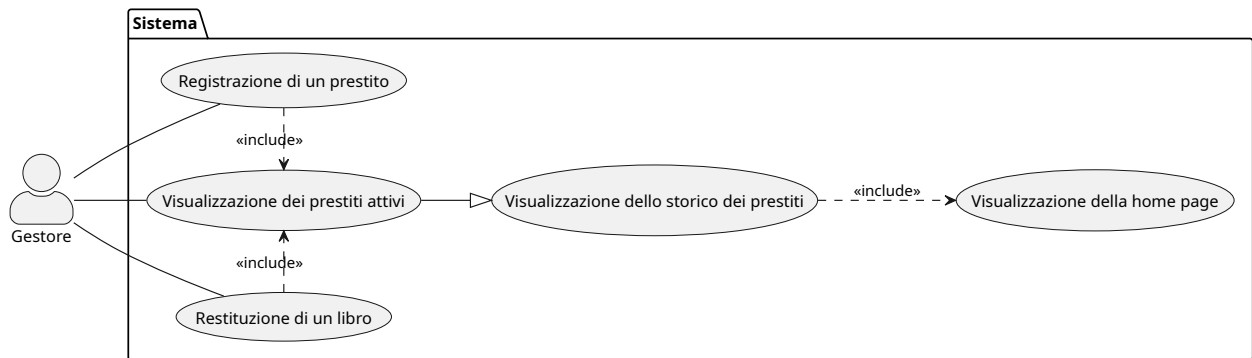 Sistema
Registrazione di un prestito
«include»
Visualizzazione dei prestiti attivi
Visualizzazione dello storico dei prestiti
«include»
Visualizzazione della home page
Gestore
«include»
Restituzione di un libro